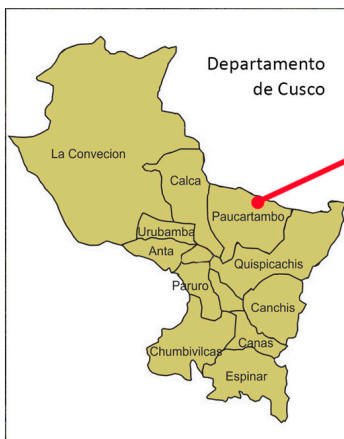 Departamento
de Cusco
La Convecion
Calca
Paucartambo
Urubamba
Anta
Quispicachis
Paruro
Canchis
Canas
Chumbivilcas
Espinar